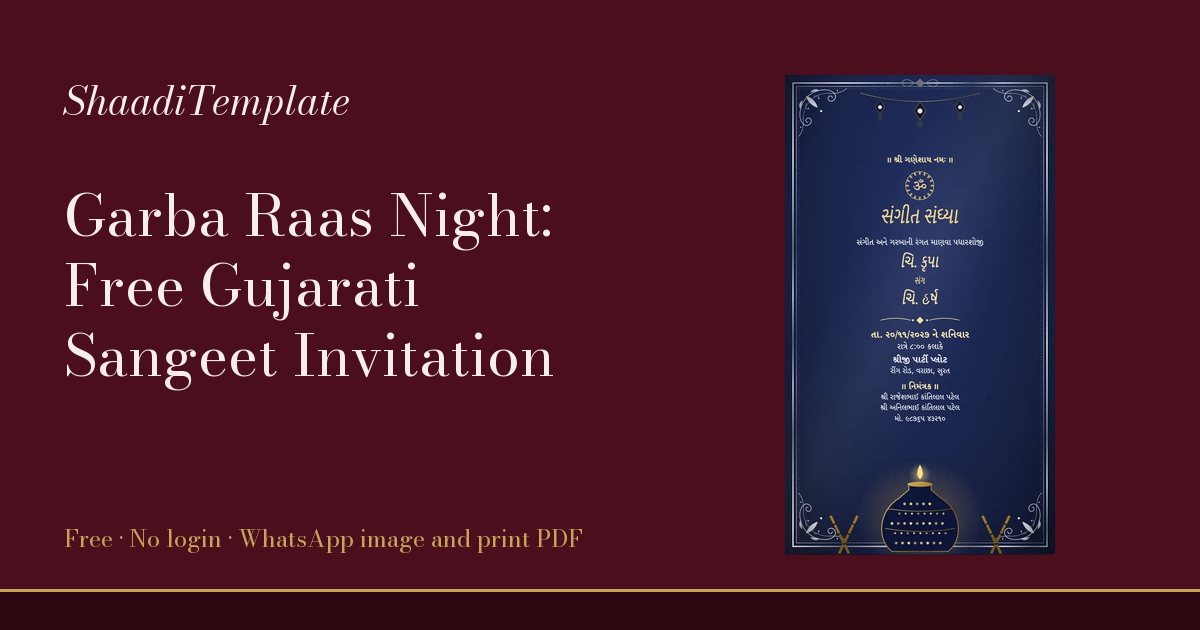 ShaadiTemplate
Garba Raas Night:
Free Gujarati
Sangeet Invitation
Free · No login · WhatsApp image and print PDF
॥ શ્રી ગણેશાય નમઃ ॥
ૐ
સંગીત સંધ્યા
સંગીત અને ગરબાની રંગત માણવા પધારશોજી
ચિ. કૃપા
સંગ
ચિ. હર્ષ
તા. ૨૦/૧૧/૨૦૨૭ ને શનિવાર
રાત્રે ૮:૦૦ કલાકે
શ્રીજી પાર્ટી પ્લોટ
રીંગ રોડ, વરાછા, સુરત
॥ નિમંત્રક ॥
શ્રી રાજેશભાઈ કાંતિલાલ પટેલ
શ્રી અનિલભાઈ કાંતિલાલ પટેલ
મો. ૯૮૭૬૫ ૪૩૨૧૦